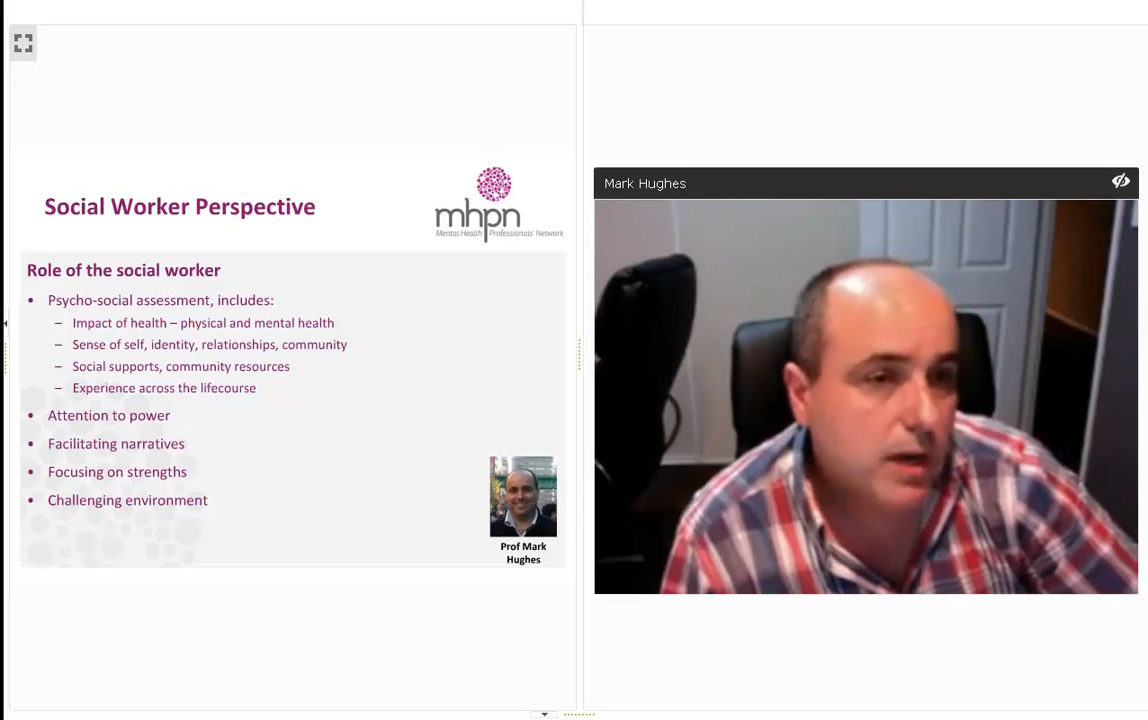 Social Worker Perspective
mhpn
Mental Health Professionals' Network
Role of the social worker
• Psycho-social assessment, includes:
– Impact of health – physical and mental health
– Sense of self, identity, relationships, community
– Social supports, community resources
– Experience across the lifecourse
• Attention to power
• Facilitating narratives
• Focusing on strengths
• Challenging environment
Prof Mark
Hughes
Mark Hughes